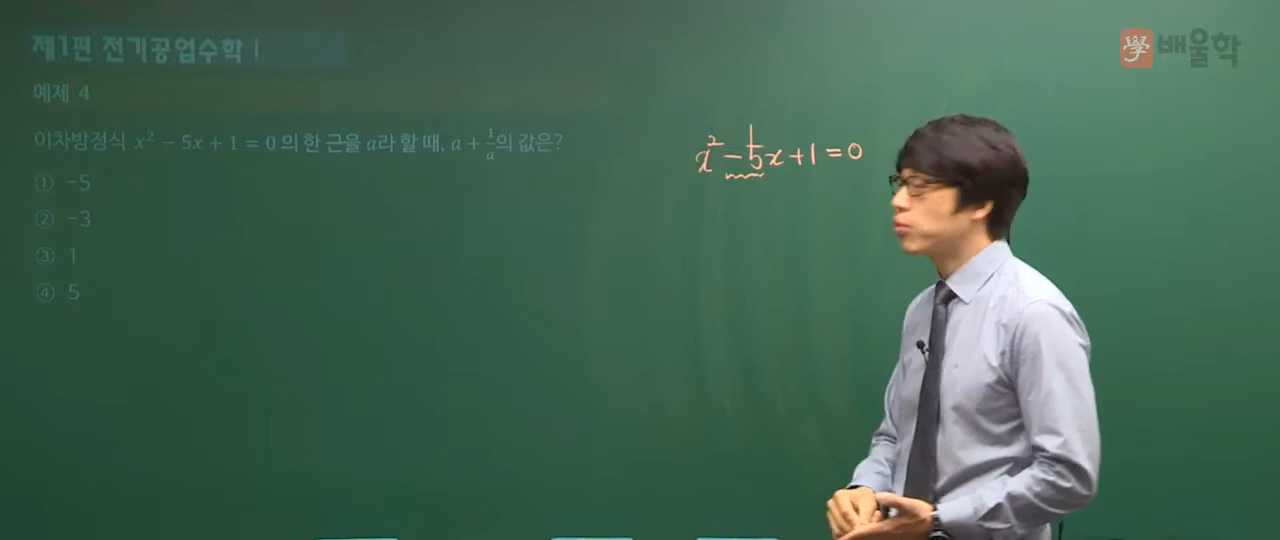 제1편 전기공업수학 I
學 배울학
예제 4
이차방정식 x² − 5x + 1 = 0 의 한 근을 a라 할 때, a + 1/a의 값은?
① -5
② -3
③ 1
④ 5
x² − 5x + 1 = 0